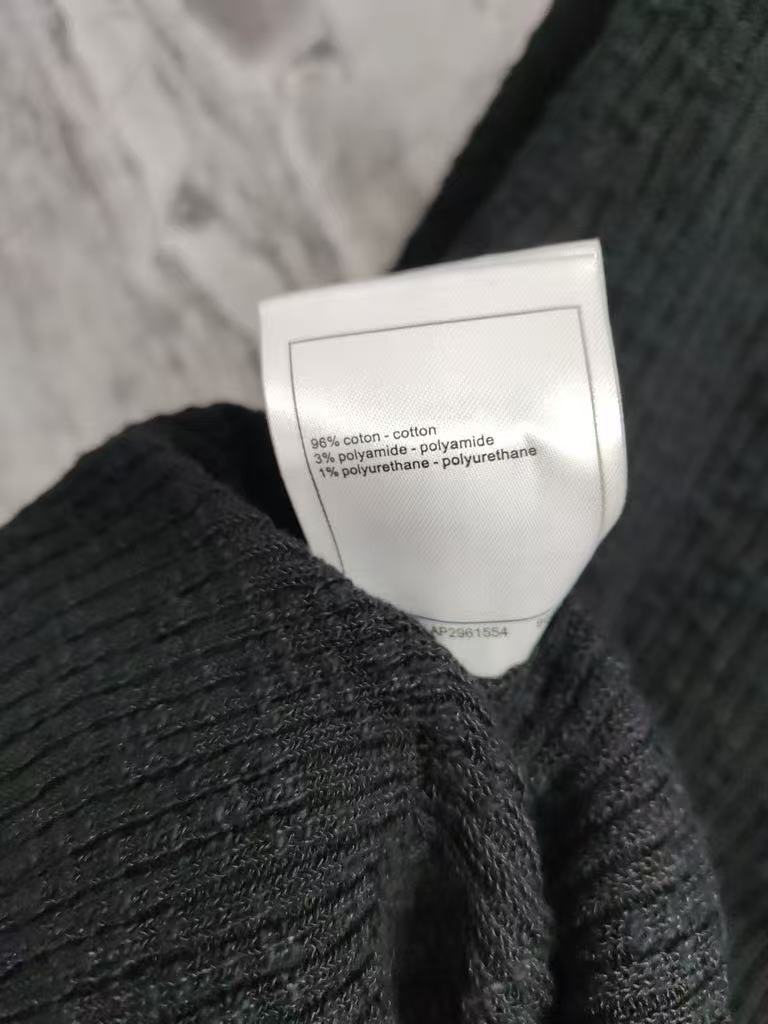 96% coton - cotton
3% polyamide - polyamide
1% polyurethane - polyurethane
AP2961554